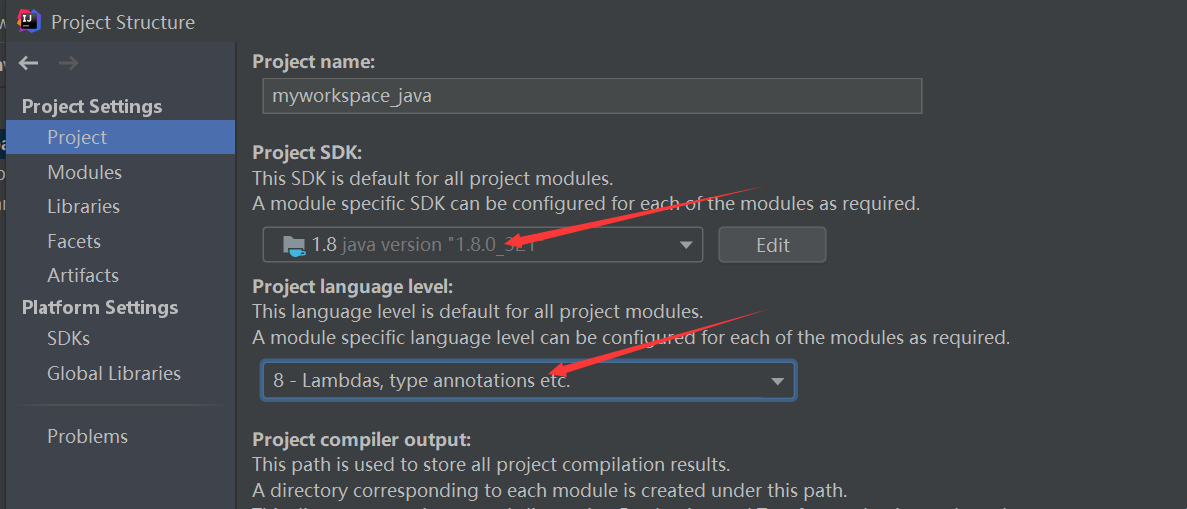 Project Structure
Project Settings
Project
Modules
Libraries
Facets
Artifacts
Platform Settings
SDKs
Global Libraries
Problems
Project name:
myworkspace_java
Project SDK:
This SDK is default for all project modules.
A module specific SDK can be configured for each of the modules as required.
1.8 java version "1.8.0_321"
Edit
Project language level:
This language level is default for all project modules.
A module specific language level can be configured for each of the modules as required.
8 - Lambdas, type annotations etc.
Project compiler output:
This path is used to store all project compilation results.
A directory corresponding to each module is created under this path.